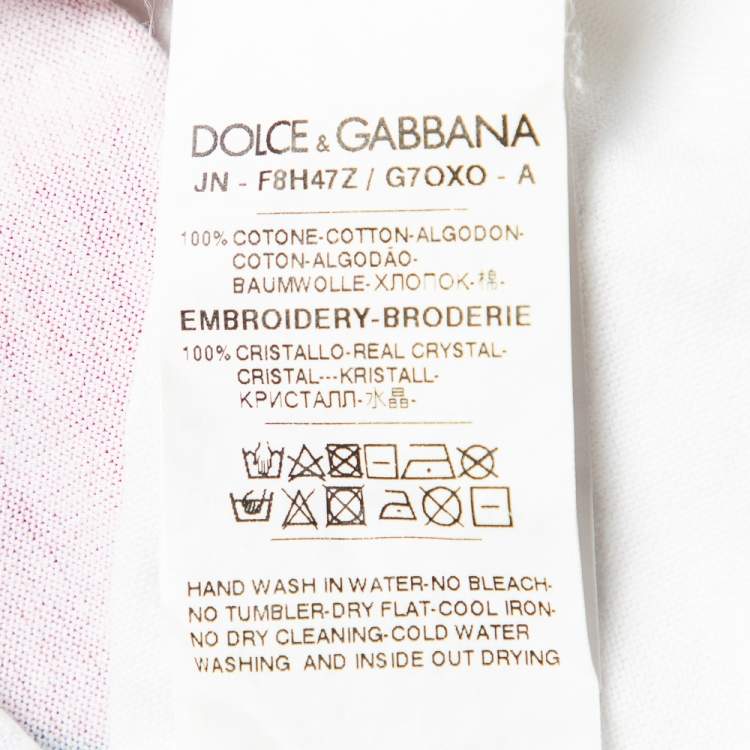 DOLCE & GABBANA
JN - F8H47Z / G7OXO - A
100% COTONE-COTTON-ALGODON-
COTON-ALGODÃO-
BAUMWOLLE-ХЛОПОК-棉-
EMBROIDERY-BRODERIE
100% CRISTALLO-REAL CRYSTAL-
CRISTAL---KRISTALL-
КРИСТАЛЛ-水晶-
HAND WASH IN WATER-NO BLEACH-
NO TUMBLER-DRY FLAT-COOL IRON-
NO DRY CLEANING-COLD WATER
WASHING AND INSIDE OUT DRYING